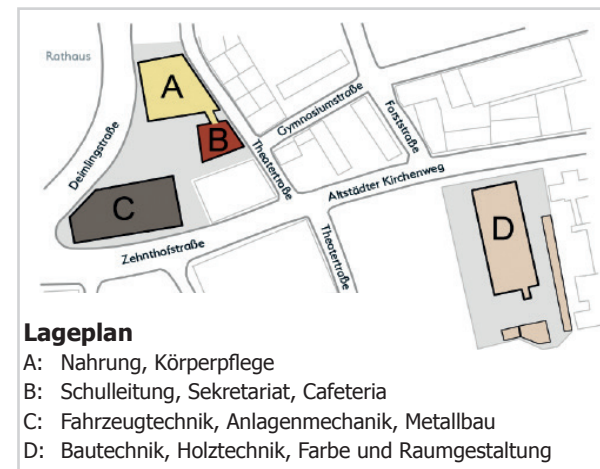 Rathaus
A
B
C
D
Deimlingstraße
Theaterstraße
Gymnasiumstraße
Forststraße
Altstädter Kirchenweg
Zehnthofstraße
Theaterstraße
Lageplan
A: Nahrung, Körperpflege
B: Schulleitung, Sekretariat, Cafeteria
C: Fahrzeugtechnik, Anlagenmechanik, Metallbau
D: Bautechnik, Holztechnik, Farbe und Raumgestaltung